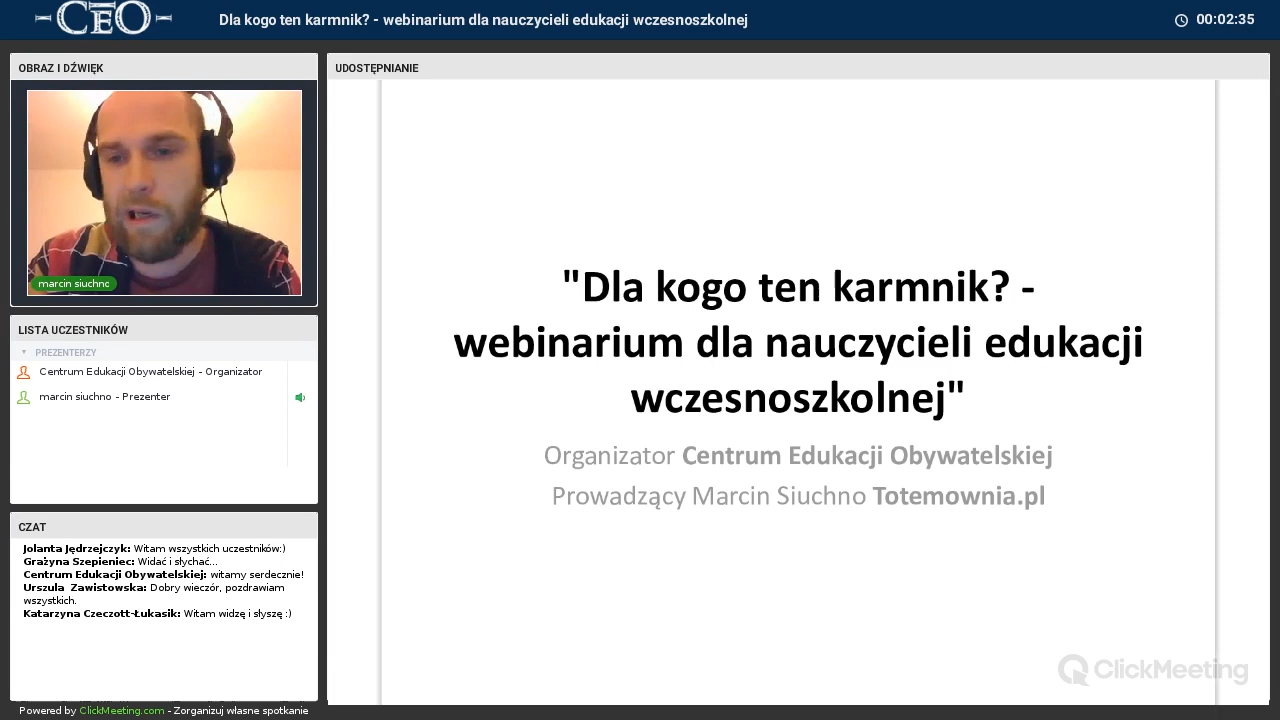 CEO
Dla kogo ten karmnik? - webinarium dla nauczycieli edukacji wczesnoszkolnej
00:02:35
OBRAZ I DŹWIĘK
marcin siuchno
LISTA UCZESTNIKÓW
PREZENTERZY
Centrum Edukacji Obywatelskiej - Organizator
marcin siuchno - Prezenter
CZAT
Jolanta Jędrzejczyk: Witam wszystkich uczestników:)
Grażyna Szepieniec: Widać i słychać...
Centrum Edukacji Obywatelskiej: witamy serdecznie!
Urszula Zawistowska: Dobry wieczór, pozdrawiam
wszystkich.
Katarzyna Czeczott-Łukasik: Witam widzę i słyszę :)
Powered by ClickMeeting.com - Zorganizuj własne spotkanie
UDOSTĘPNIANIE
"Dla kogo ten karmnik? -
webinarium dla nauczycieli edukacji
wczesnoszkolnej"
Organizator Centrum Edukacji Obywatelskiej
Prowadzący Marcin Siuchno Totemownia.pl
ClickMeeting